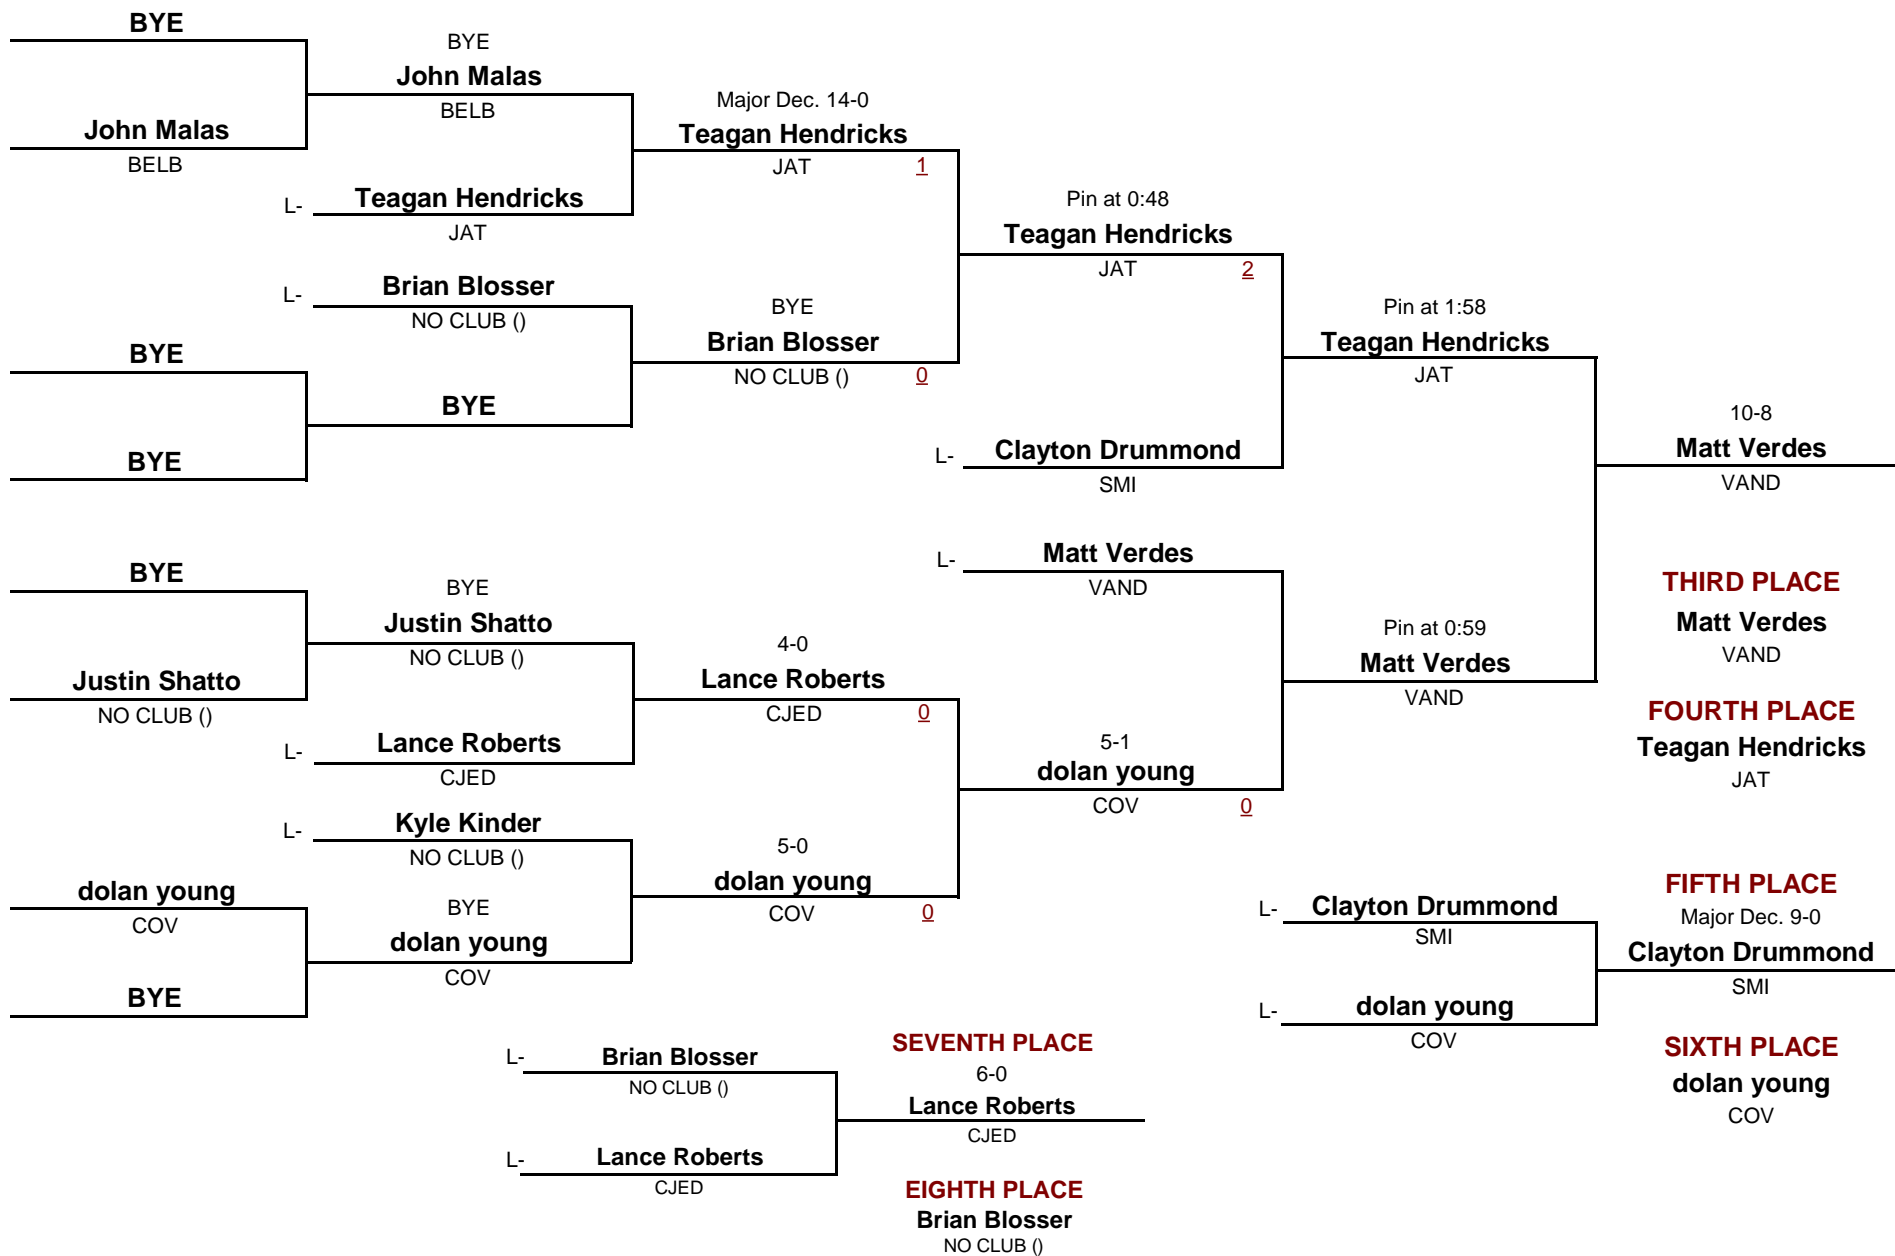 BYE
John Malas
BELB
BYE
BYE
BYE
Justin Shatto
NO CLUB ()
dolan young
COV
BYE
BYE
John Malas
BELB
L-
Teagan Hendricks
JAT
L-
Brian Blosser
NO CLUB ()
BYE
BYE
Justin Shatto
NO CLUB ()
L-
Lance Roberts
CJED
L-
Kyle Kinder
NO CLUB ()
BYE
dolan young
COV
Major Dec. 14-0
Teagan Hendricks
JAT 1
BYE
Brian Blosser
NO CLUB () 0
4-0
Lance Roberts
CJED 0
5-0
dolan young
COV 0
Pin at 0:48
Teagan Hendricks
JAT 2
L-
Clayton Drummond
SMI
L-
Matt Verdes
VAND
5-1
dolan young
COV 0
Pin at 1:58
Teagan Hendricks
JAT
Pin at 0:59
Matt Verdes
VAND
10-8
Matt Verdes
VAND
THIRD PLACE
Matt Verdes
VAND
FOURTH PLACE
Teagan Hendricks
JAT
L-
Clayton Drummond
SMI
L-
dolan young
COV
FIFTH PLACE
Major Dec. 9-0
Clayton Drummond
SMI
SIXTH PLACE
dolan young
COV
L-
Brian Blosser
NO CLUB ()
L-
Lance Roberts
CJED
SEVENTH PLACE
6-0
Lance Roberts
CJED
EIGHTH PLACE
Brian Blosser
NO CLUB ()